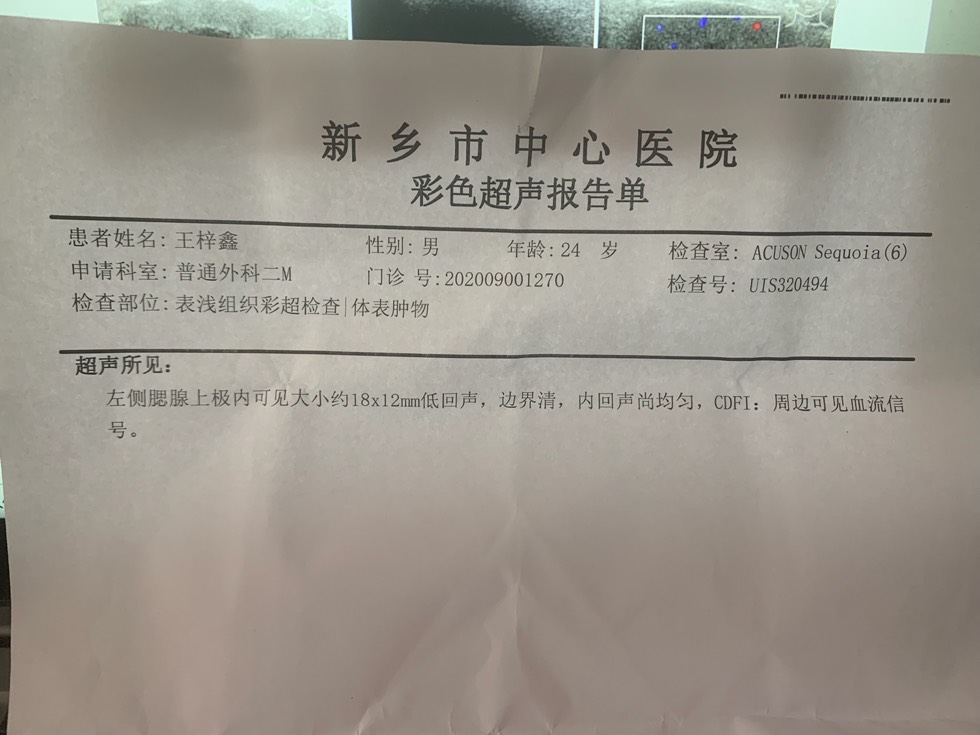 新乡市中心医院
彩色超声报告单
患者姓名: 王梓鑫 性别: 男 年龄: 24 岁 检查室: ACUSON Sequoia(6)
申请科室: 普通外科二M 门诊 号:202009001270 检查号: UIS320494
检查部位: 表浅组织彩超检查|体表肿物
超声所见:
左侧腮腺上极内可见大小约18x12mm低回声, 边界清, 内回声尚均匀, CDFI: 周边可见血流信
号。